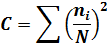 C = ∑ (nᵢ/N)²